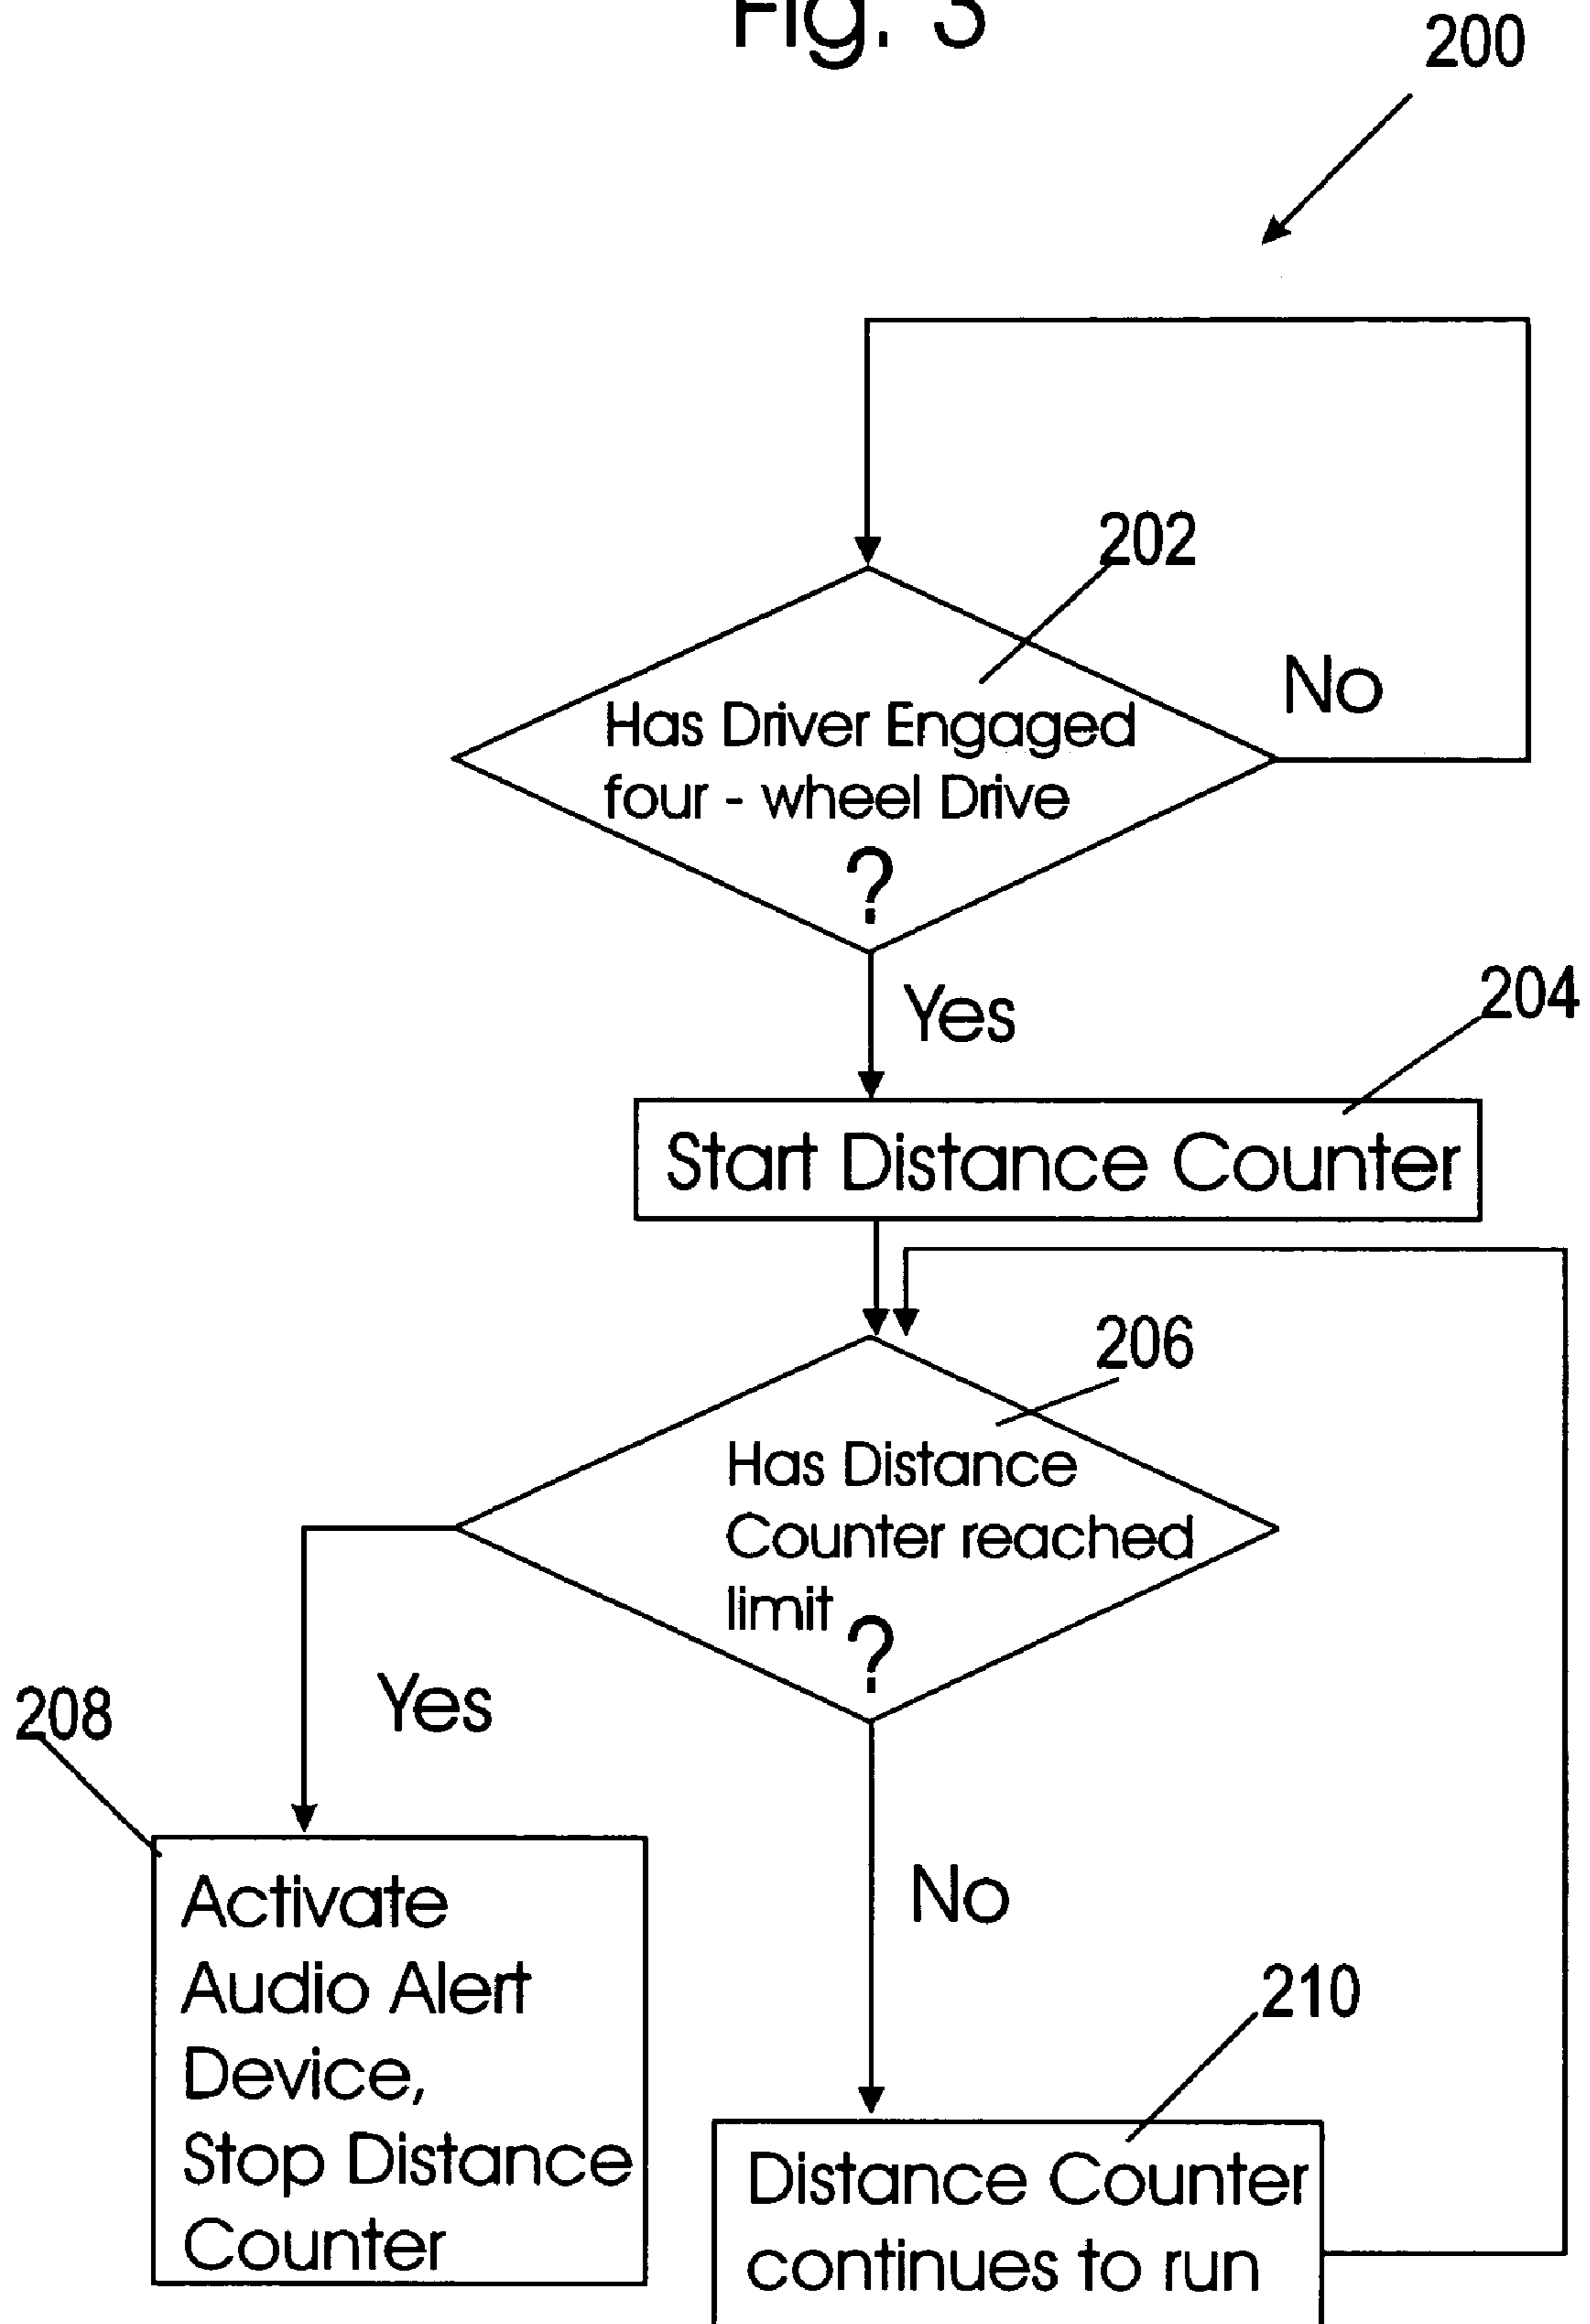 Fig. 3
200
202
Has Driver Engaged
four - wheel Drive
?
No
Yes
204
Start Distance Counter
206
Has Distance
Counter reached
limit
?
Yes
208
Activate
Audio Alert
Device,
Stop Distance
Counter
No
210
Distance Counter
continues to run